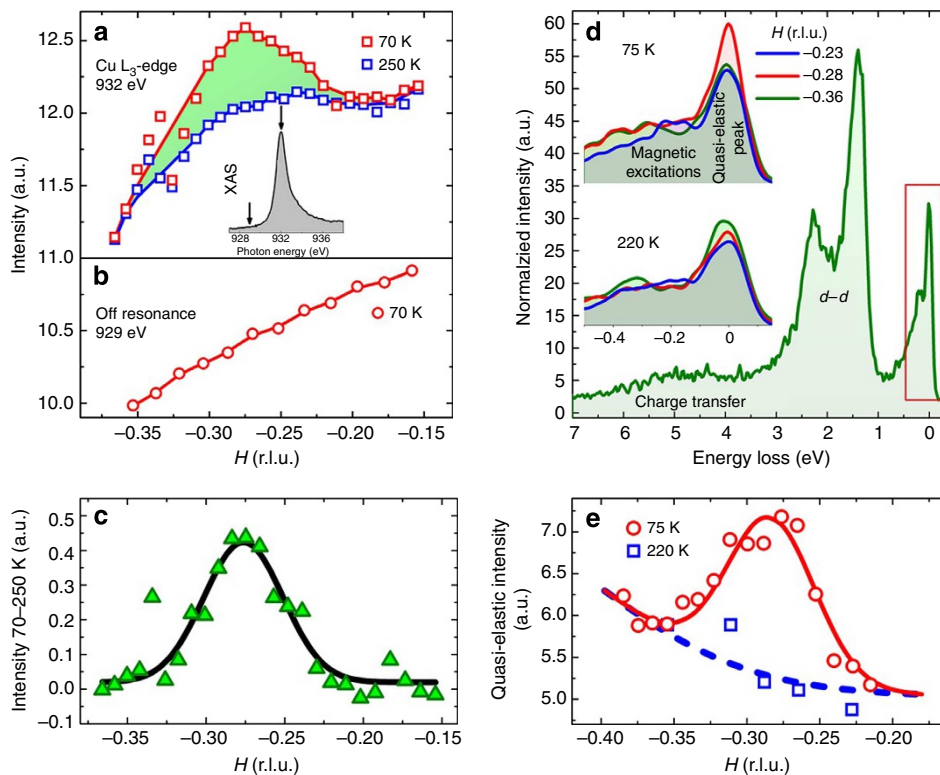 a
Cu L3-edge
932 eV
70 K
250 K
12.5
12.0
11.5
11.0
Intensity (a.u.)
XAS
928 932 936
Photon energy (eV)
b
Off resonance
929 eV
70 K
10.5
10.0
–0.35 –0.30 –0.25 –0.20 –0.15
H (r.l.u.)
c
Intensity 70–250 K (a.u.)
0.5
0.4
0.3
0.2
0.1
0.0
–0.1
–0.35 –0.30 –0.25 –0.20 –0.15
H (r.l.u.)
d
75 K
H (r.l.u.)
–0.23
–0.28
–0.36
Magnetic
excitations
Quasi-elastic
peak
220 K
–0.4 –0.2 0
d–d
Charge transfer
Normalzied intensity (a.u.)
60
55
50
45
40
35
30
25
20
15
10
5
0
7 6 5 4 3 2 1 0
Energy loss (eV)
e
75 K
220 K
Quasi-elastic intensity
(a.u.)
7.0
6.5
6.0
5.5
5.0
–0.40 –0.35 –0.30 –0.25 –0.20
H (r.l.u.)